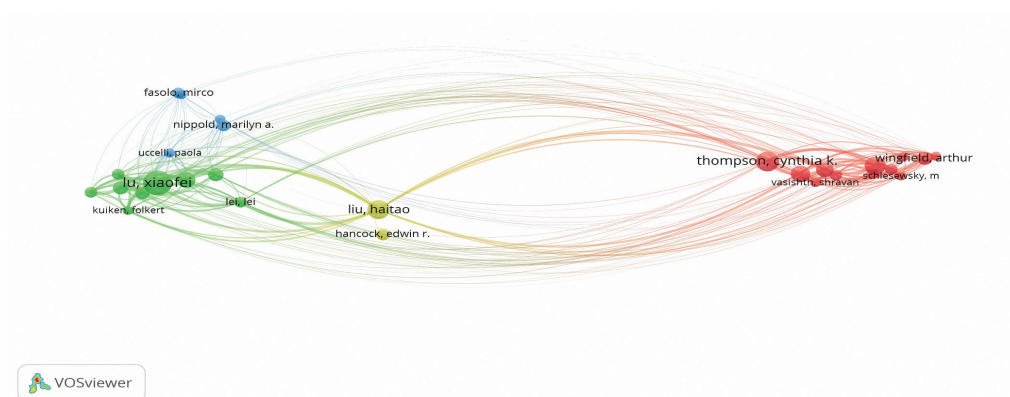 fasolo, mirco
nippold, marilyn a.
uccelli, paola
lu, xiaofei
kuiken, folkert
lei, lei
liu, haitao
hancock, edwin r.
thompson, cynthia k.
wingfield, arthur
vasishth, shravan
schlesewsky, m
VOSviewer